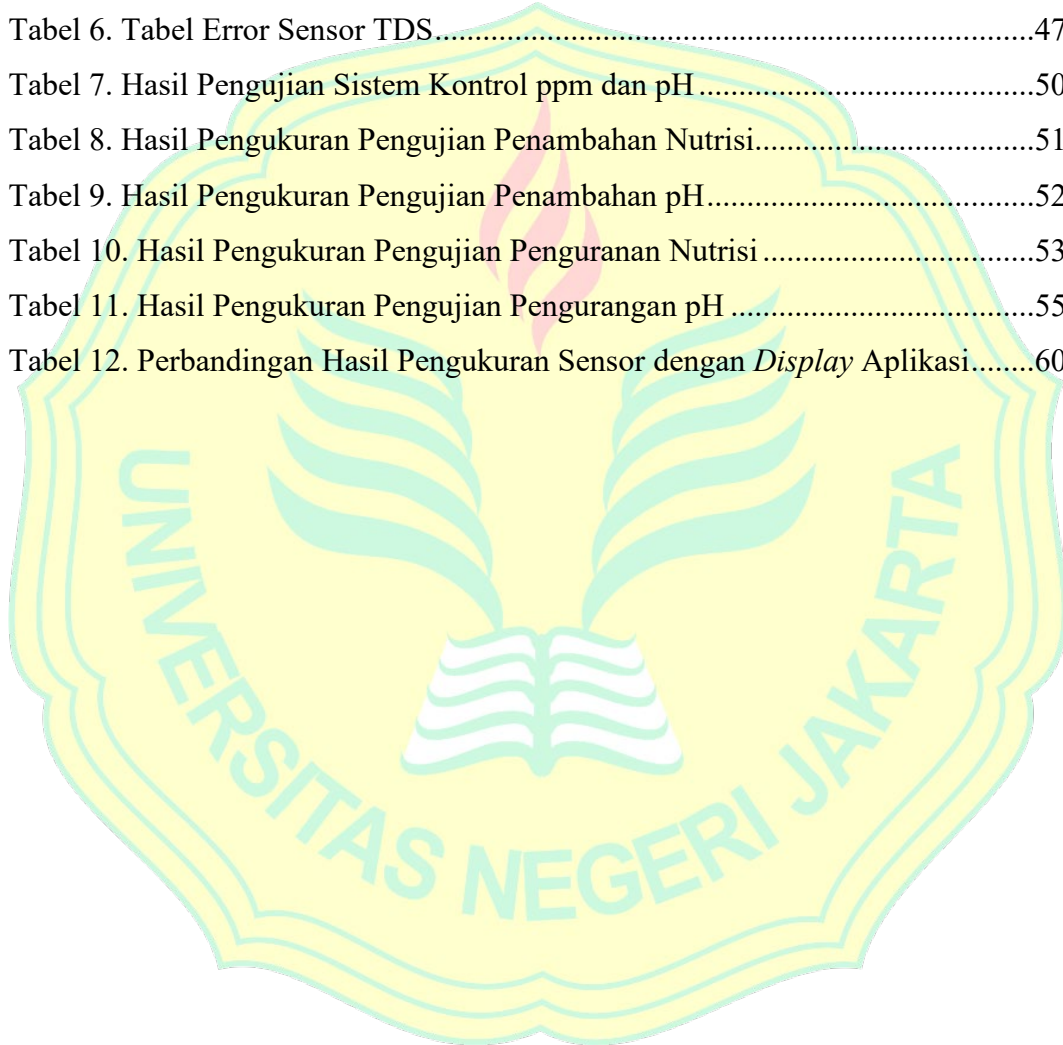 Tabel 6. Tabel Error Sensor TDS....................................................................................47
Tabel 7. Hasil Pengujian Sistem Kontrol ppm dan pH................................................50
Tabel 8. Hasil Pengukuran Pengujian Penambahan Nutrisi........................................51
Tabel 9. Hasil Pengukuran Pengujian Penambahan pH..............................................52
Tabel 10. Hasil Pengukuran Pengujian Penguranan Nutrisi.......................................53
Tabel 11. Hasil Pengukuran Pengujian Pengurangan pH...........................................55
Tabel 12. Perbandingan Hasil Pengukuran Sensor dengan Display Aplikasi........60
UNIVERSITAS NEGERI JAKARTA